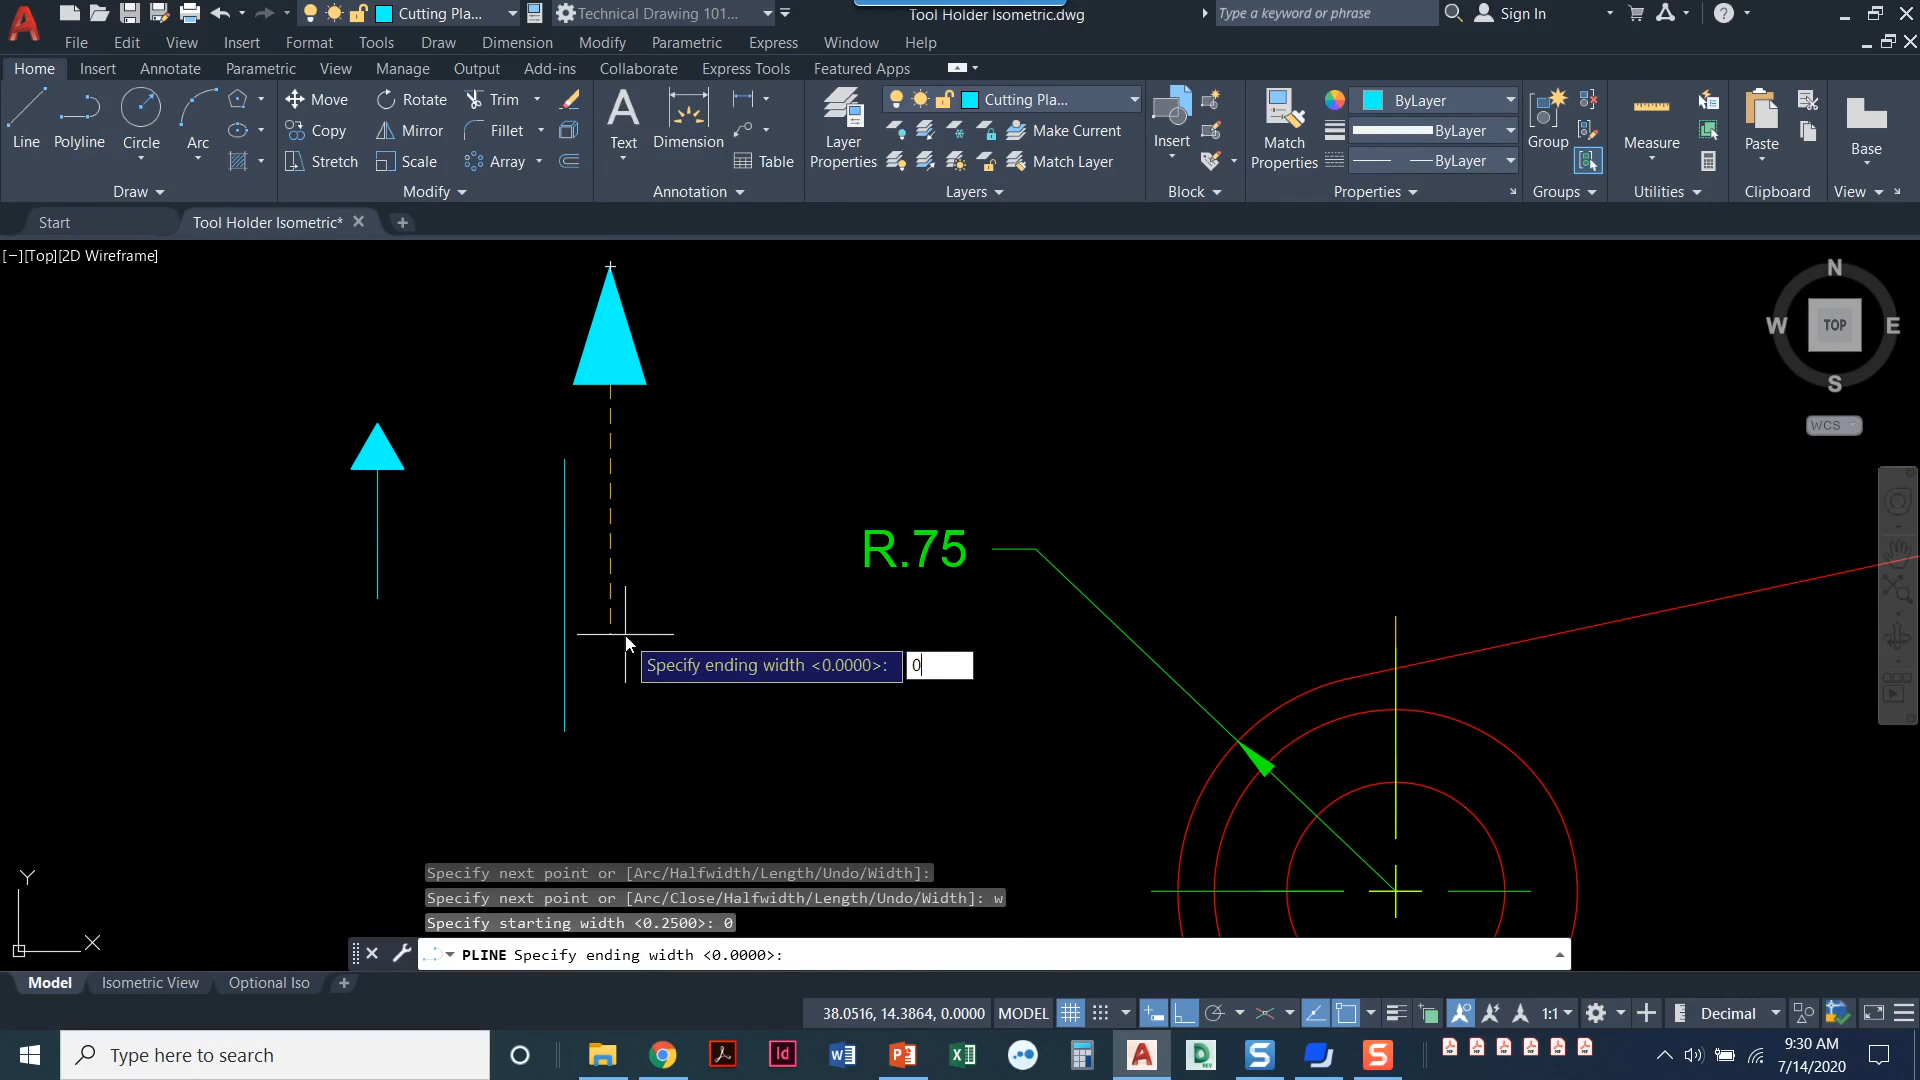 Cutting Pla...
Technical Drawing 101...
Tool Holder Isometric.dwg
Type a keyword or phrase
Sign In
File Edit View Insert Format Tools Draw Dimension Modify Parametric Express Window Help
Home Insert Annotate Parametric View Manage Output Add-ins Collaborate Express Tools Featured Apps
Line Polyline Circle Arc
Move Rotate Trim
Copy Mirror Fillet
Stretch Scale Array
Text Dimension Table
Layer Properties
Cutting Pla...
Make Current
Match Layer
Insert
Match Properties
ByLayer
ByLayer
ByLayer
Group
Measure
Paste
Base
Draw Modify Annotation Layers Block Properties Groups Utilities Clipboard View
Start Tool Holder Isometric*
[−][Top][2D Wireframe]
N
W TOP E
S
WCS
R.75
Specify ending width <0.0000>: 0
Specify next point or [Arc/Halfwidth/Length/Undo/Width]:
Specify next point or [Arc/Close/Halfwidth/Length/Undo/Width]: w
Specify starting width <0.2500>: 0
PLINE Specify ending width <0.0000>:
Y
X
Model Isometric View Optional Iso
38.0516, 14.3864, 0.0000 MODEL 1:1 Decimal
Type here to search
9:30 AM
7/14/2020